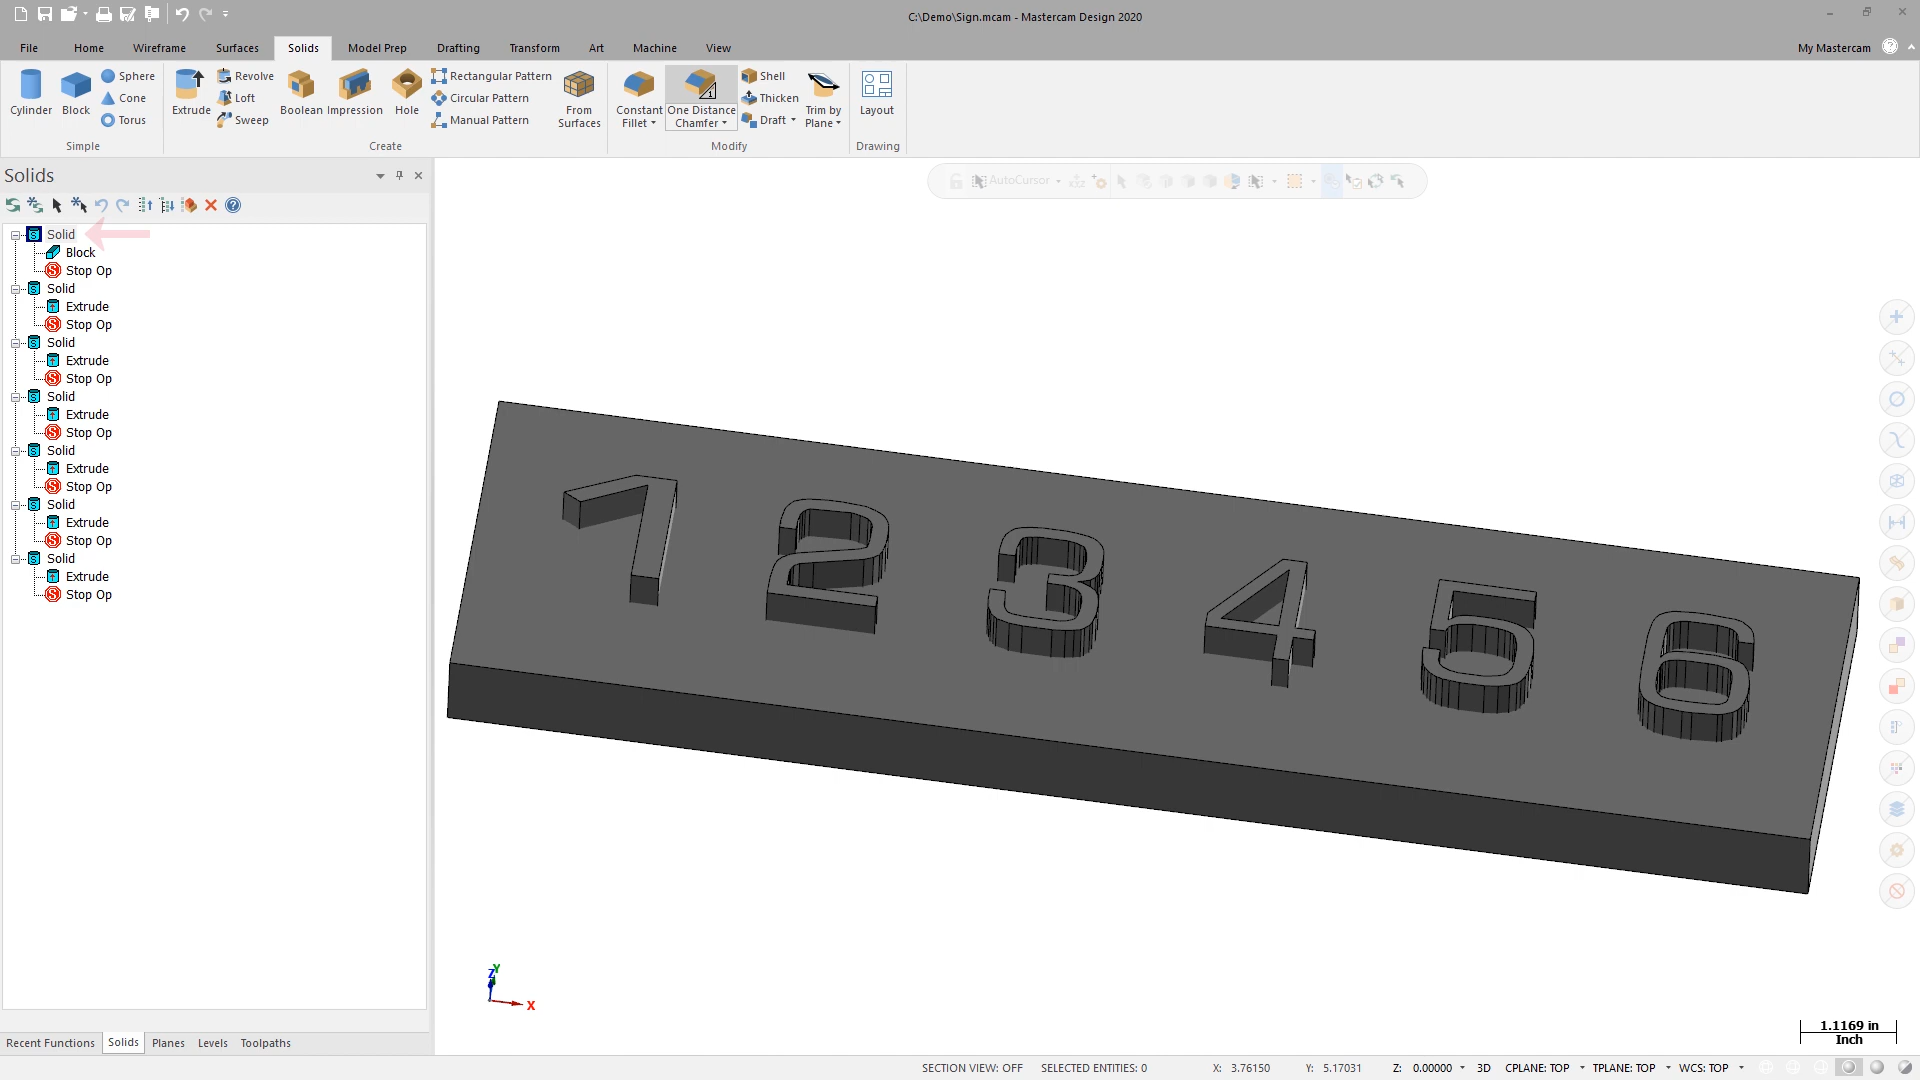 C:\Demo\Sign.mcam - Mastercam Design 2020
File Home Wireframe Surfaces Solids Model Prep Drafting Transform Art Machine View My Mastercam
Cylinder Block Sphere Cone Torus
Simple
Extrude Revolve Loft Sweep Boolean Impression Hole Rectangular Pattern Circular Pattern Manual Pattern From Surfaces
Create
Constant Fillet One Distance Chamfer Shell Thicken Draft Trim by Plane
Modify
Layout
Drawing
Solids
AutoCursor
Solid
Block
Stop Op
Solid
Extrude
Stop Op
Solid
Extrude
Stop Op
Solid
Extrude
Stop Op
Solid
Extrude
Stop Op
Solid
Extrude
Stop Op
Solid
Extrude
Stop Op
1 2 3 4 5 6
Z Y
X
1.1169 in
Inch
Recent Functions Solids Planes Levels Toolpaths
SECTION VIEW: OFF SELECTED ENTITIES: 0 X: 3.76150 Y: 5.17031 Z: 0.00000 3D CPLANE: TOP TPLANE: TOP WCS: TOP